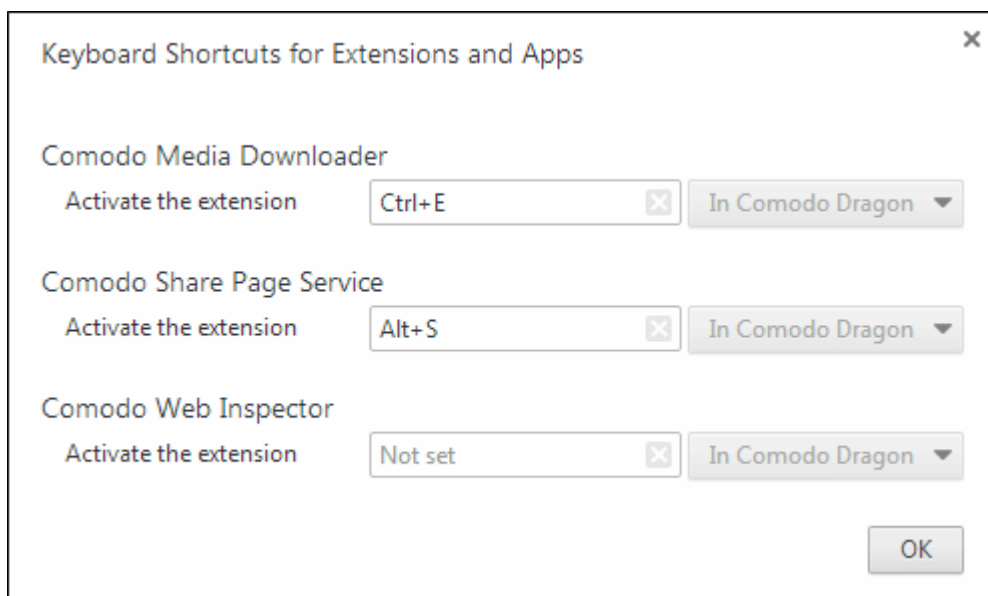 Keyboard Shortcuts for Extensions and Apps
Comodo Media Downloader
Activate the extension Ctrl+E In Comodo Dragon
Comodo Share Page Service
Activate the extension Alt+S In Comodo Dragon
Comodo Web Inspector
Activate the extension Not set In Comodo Dragon
OK